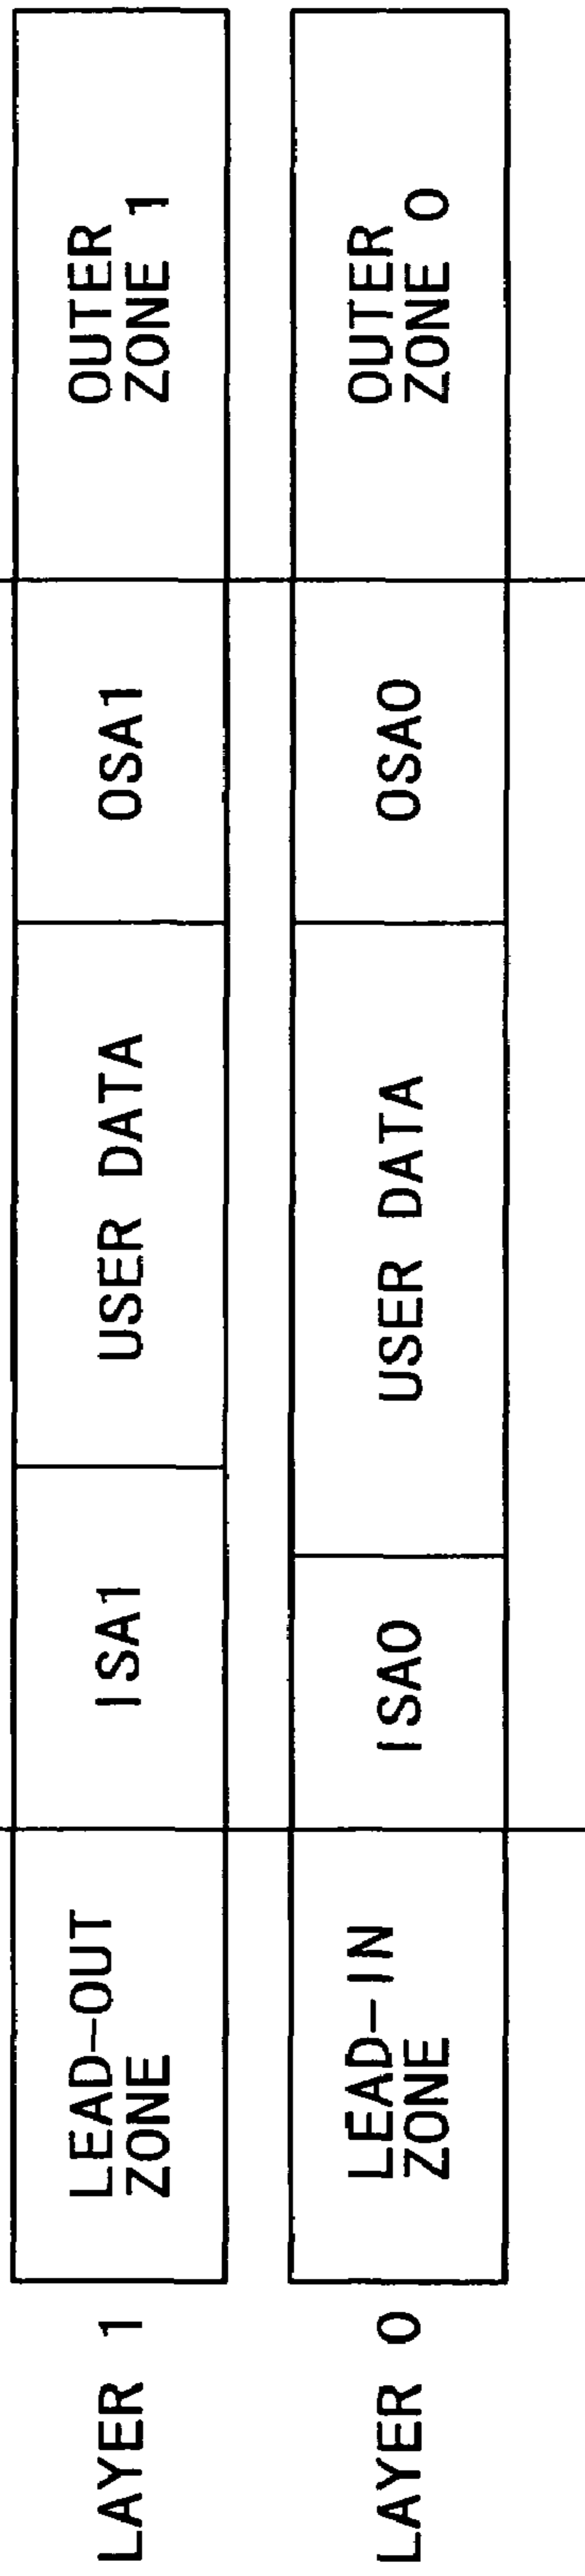 LAYER 1
LEAD-OUT
ZONE
ISA1
USER DATA
OSA1
OUTER
ZONE 1
LAYER 0
LEAD-IN
ZONE
ISA0
USER DATA
OSA0
OUTER
ZONE 0